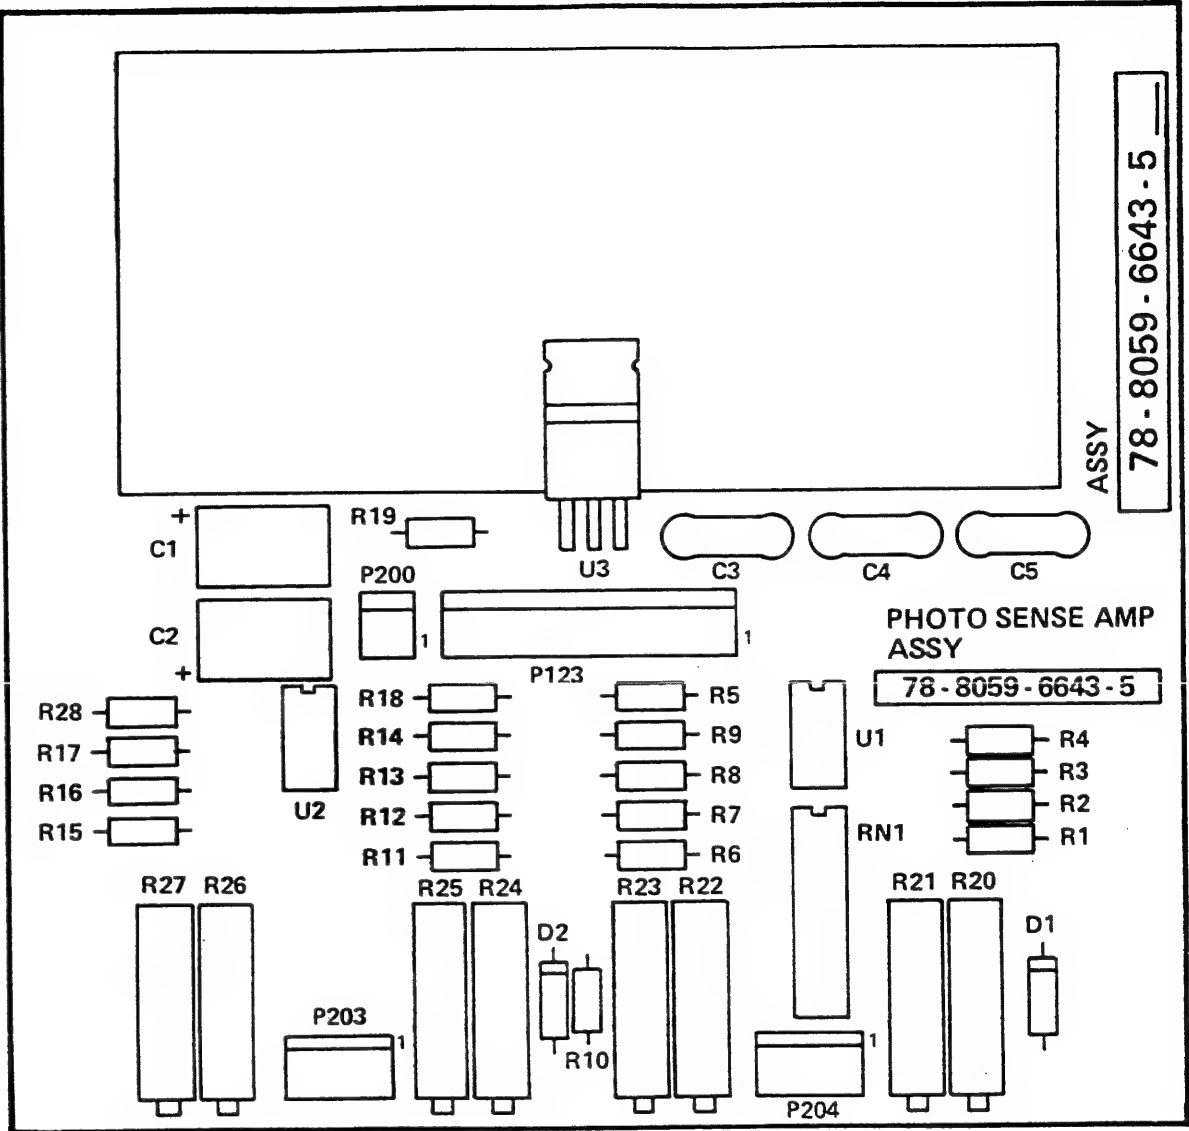 ASSY
78-8059-6643-5 __
+
C1
R19
U3
C3
C4
C5
P200
1
1
P123
C2
+
PHOTO SENSE AMP
ASSY
78-8059-6643-5
R28
R17
R16
R15
U2
R18
R14
R13
R12
R11
R5
R9
R8
R7
R6
U1
RN1
R4
R3
R2
R1
R27
R26
R25
R24
R23
R22
R21
R20
D2
D1
R10
P203
1
P204
1